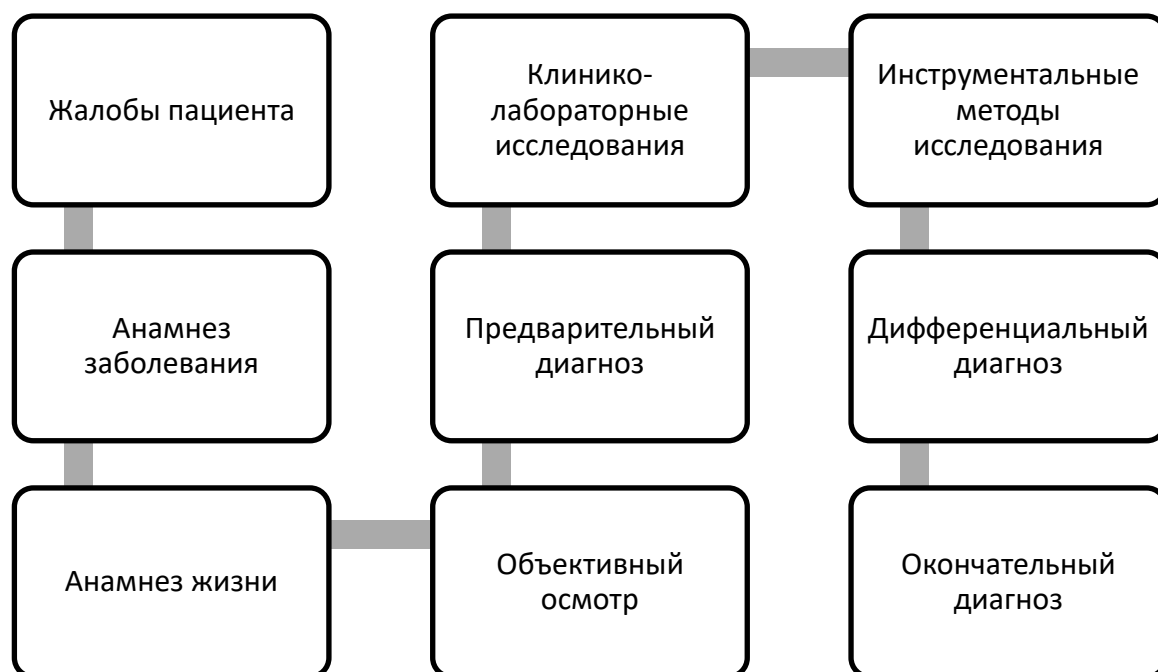 Жалобы пациента
Анамнез
заболевания
Анамнез жизни
Объективный
осмотр
Предварительный
диагноз
Клинико-
лабораторные
исследования
Инструментальные
методы
исследования
Дифференциальный
диагноз
Окончательный
диагноз